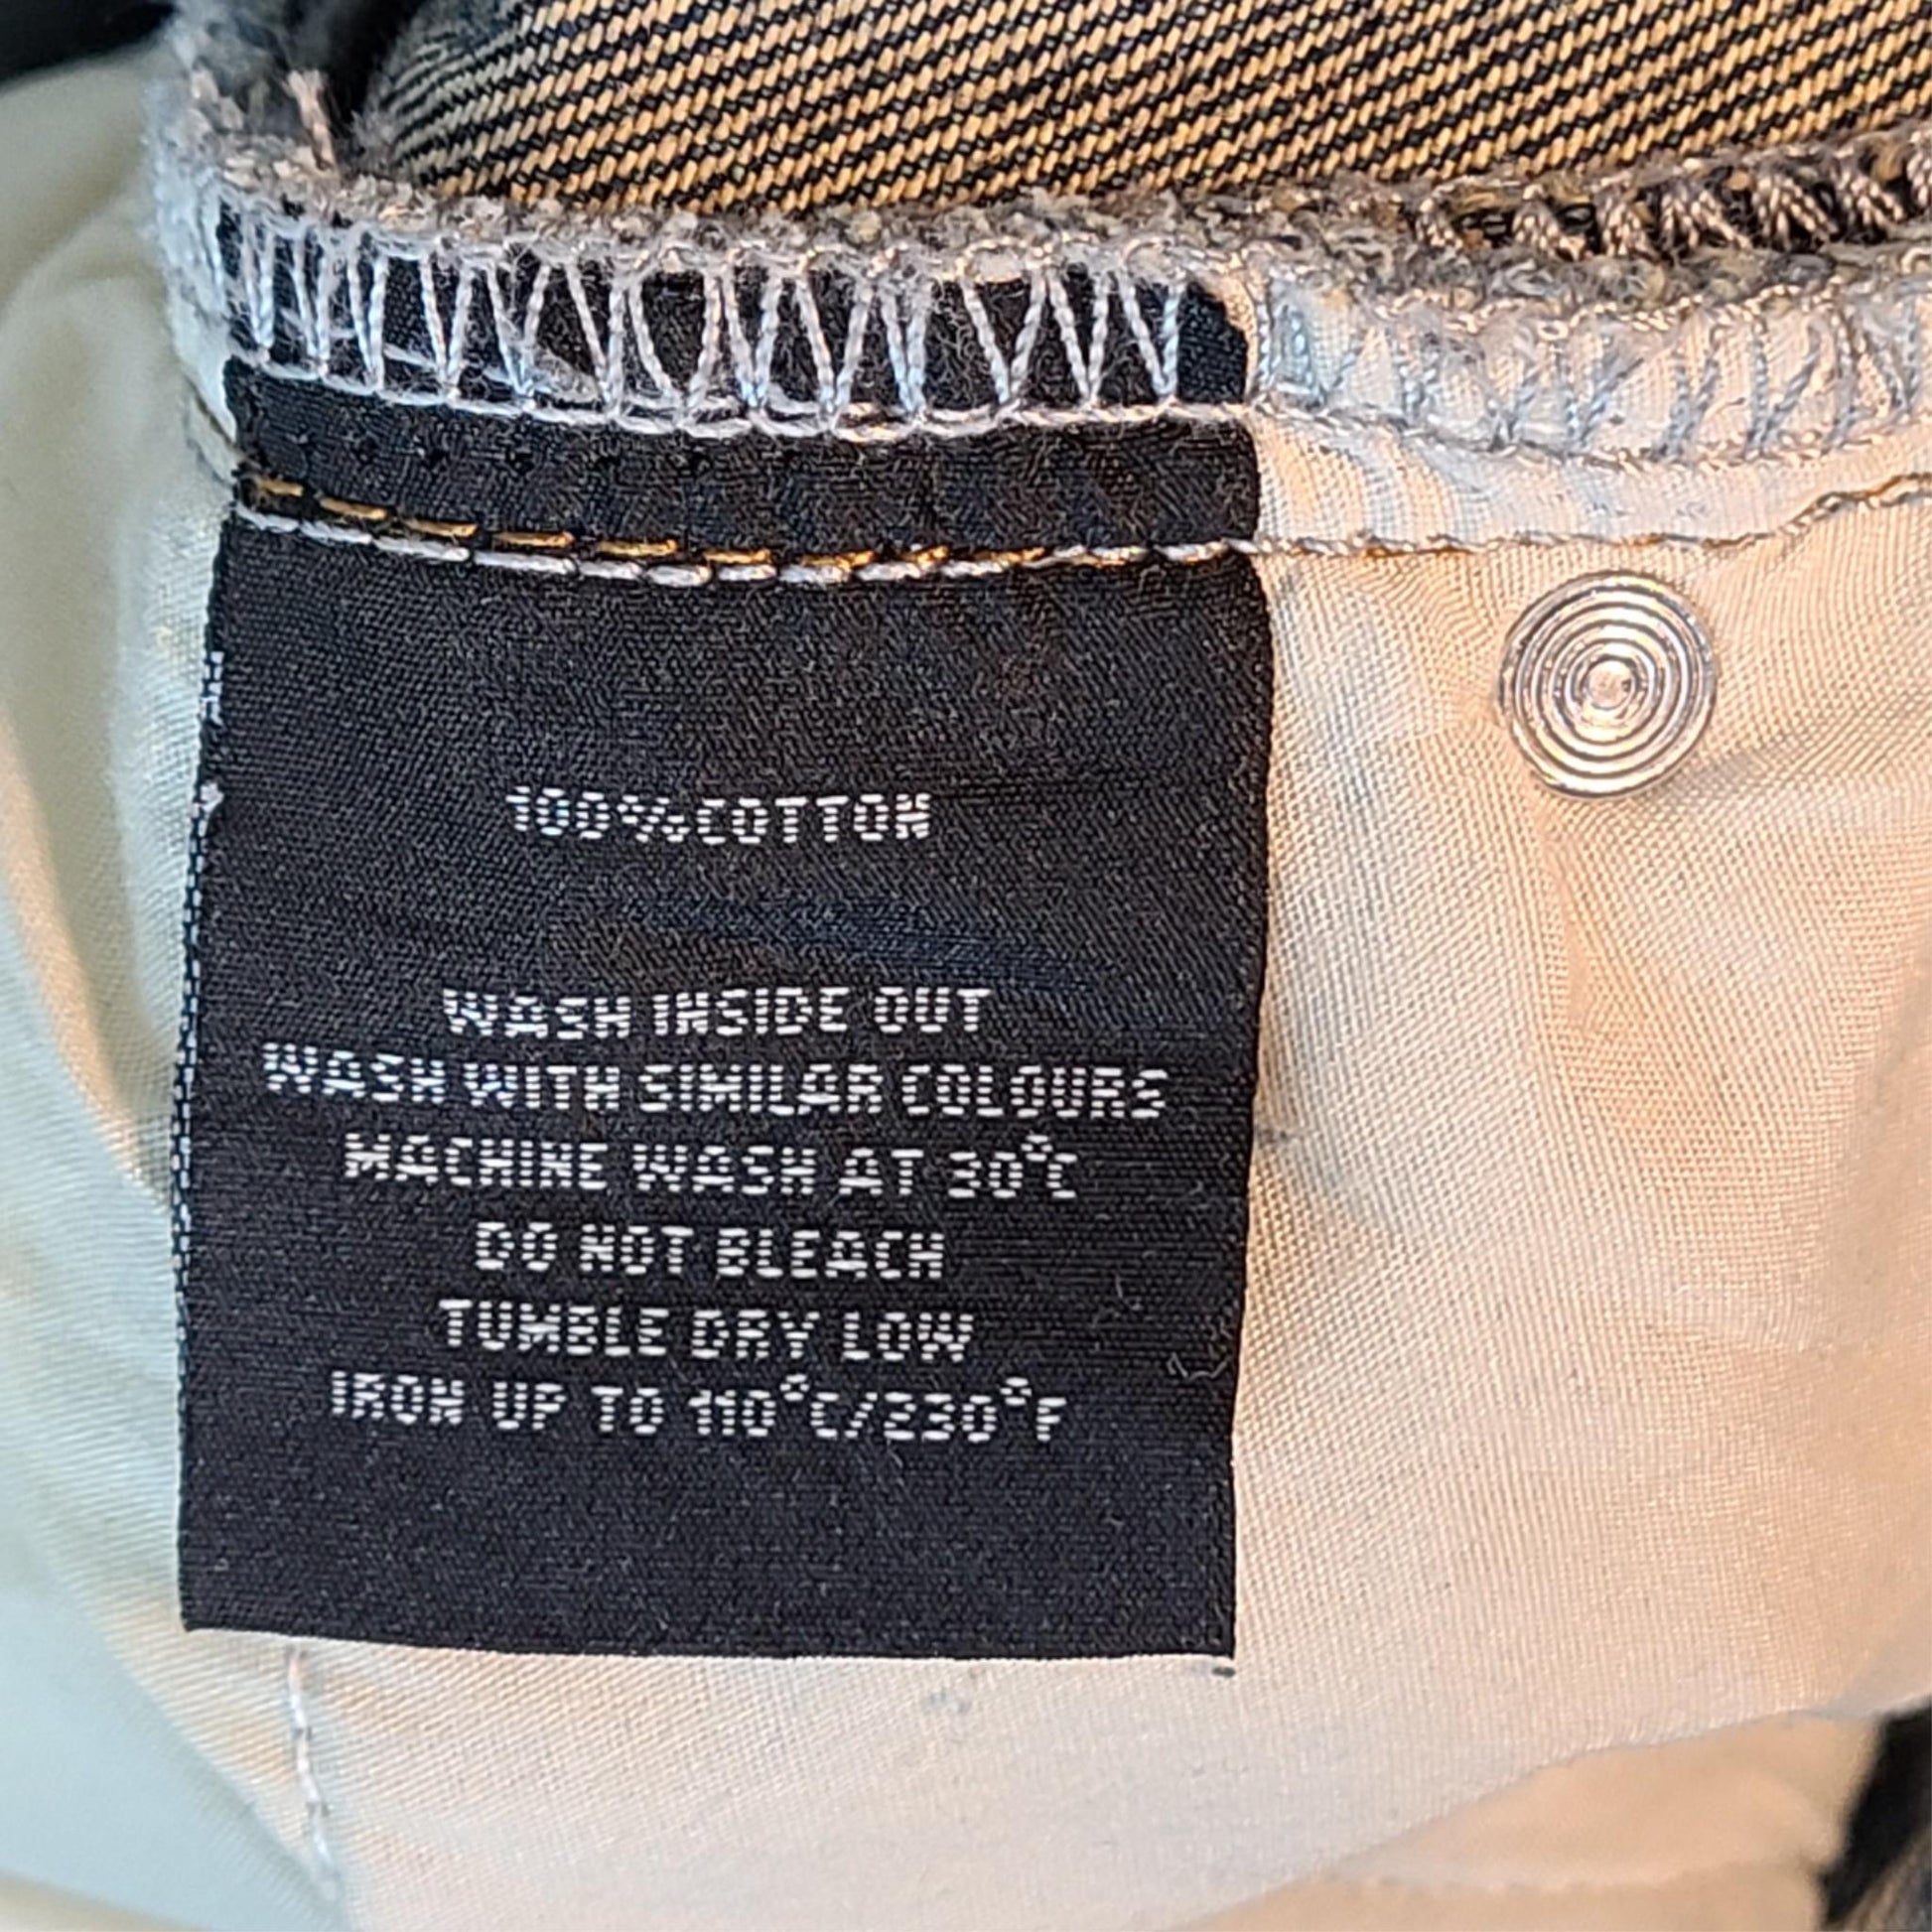 100%COTTON
WASH INSIDE OUT
WASH WITH SIMILAR COLOURS
MACHINE WASH AT 30°C
DO NOT BLEACH
TUMBLE DRY LOW
IRON UP TO 110°C/230°F